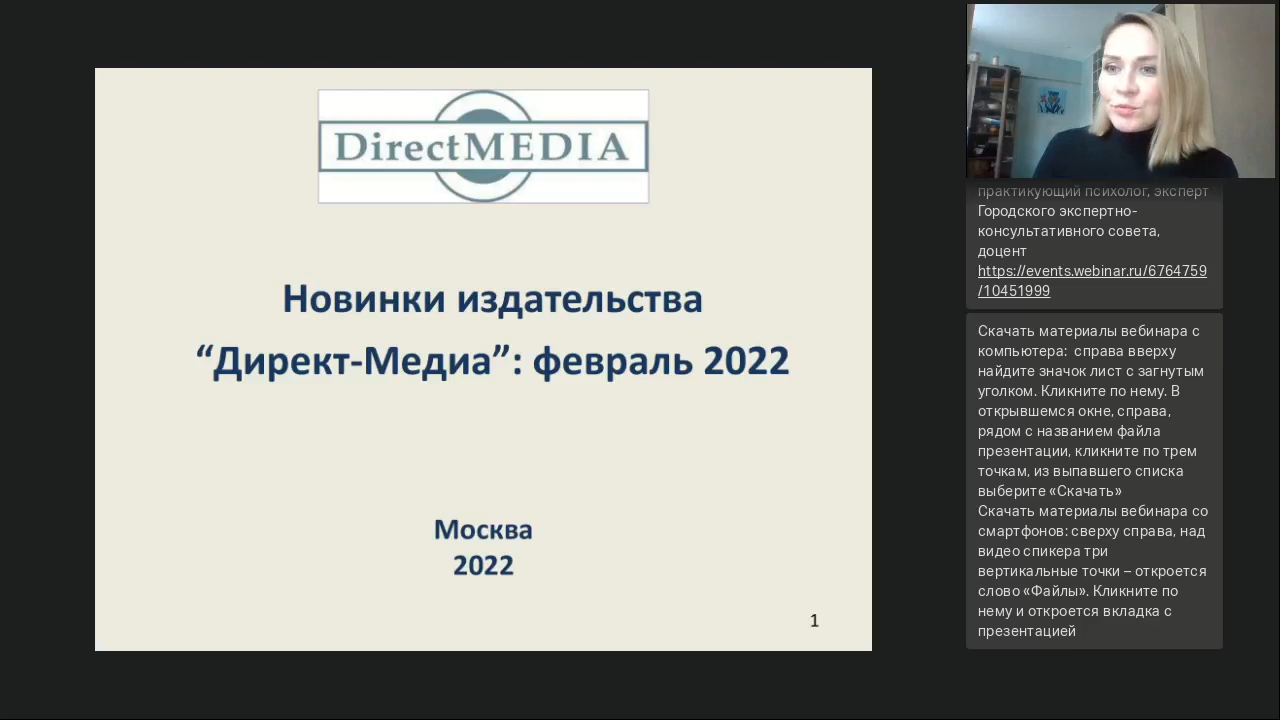 DirectMEDIA
Новинки издательства
“Директ-Медиа”: февраль 2022
Москва
2022
1
практикующий психолог, эксперт
Городского экспертно-
консультативного совета,
доцент
https://events.webinar.ru/6764759
/10451999
Скачать материалы вебинара с
компьютера:  справа вверху
найдите значок лист с загнутым
уголком. Кликните по нему. В
открывшемся окне, справа,
рядом с названием файла
презентации, кликните по трем
точкам, из выпавшего списка
выберите «Скачать»
Скачать материалы вебинара со
смартфонов: сверху справа, над
видео спикера три
вертикальные точки – откроется
слово «Файлы». Кликните по
нему и откроется вкладка с
презентацией